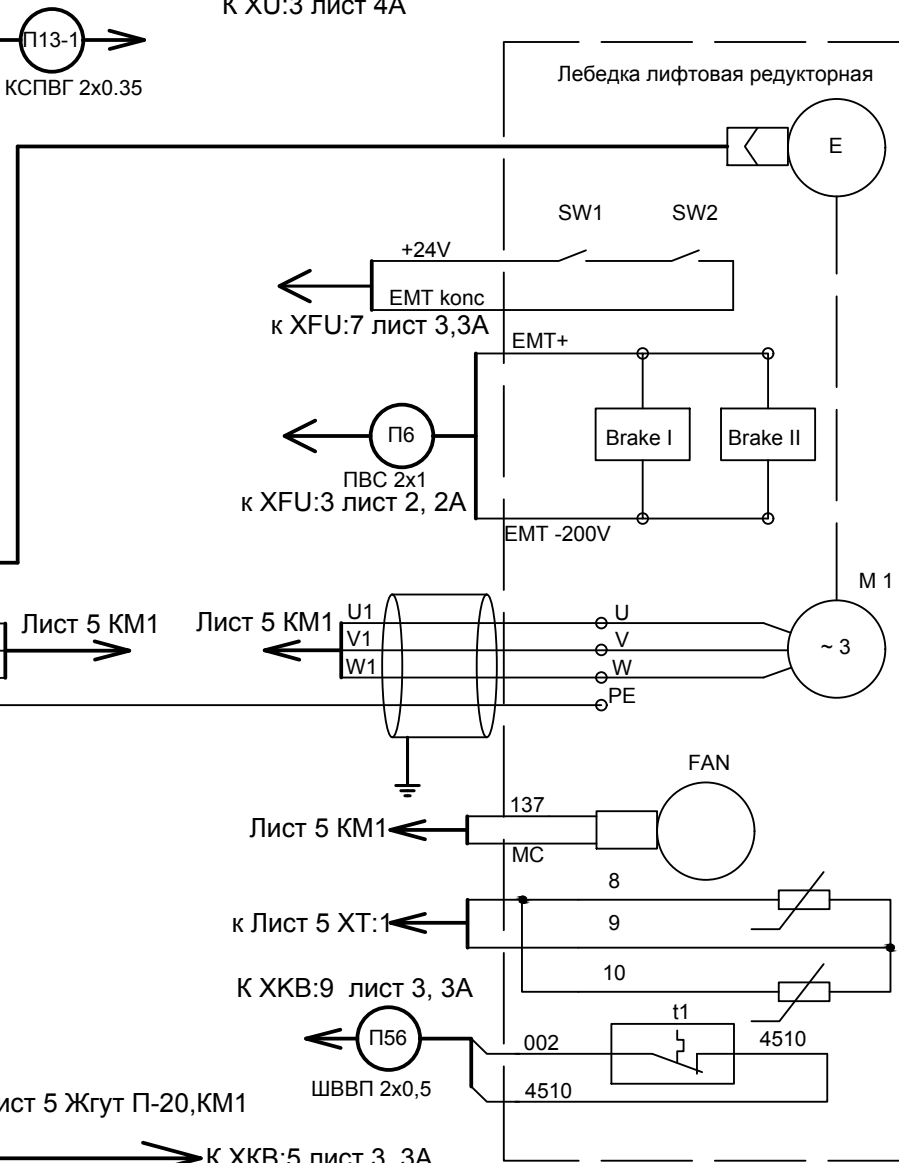 К XU:3 лист 4А
П13-1
КСПВГ 2х0.35
Лебедка лифтовая редукторная
E
SW1
SW2
+24V
EMT konc
к XFU:7 лист 3,3А
EMT+
П6
ПВС 2х1
к XFU:3 лист 2, 2А
Brake I
Brake II
EMT -200V
M 1
Лист 5 КМ1
Лист 5 КМ1
U1
V1
W1
U
V
W
PE
~ 3
FAN
137
Лист 5 КМ1
MC
8
к Лист 5 ХТ:1
9
10
К ХКВ:9 лист 3, 3А
t1
П56
002
4510
ШВВП 2х0,5
4510
ист 5 Жгут П-20,КМ1
К ХКВ:5 лист 3, 3А